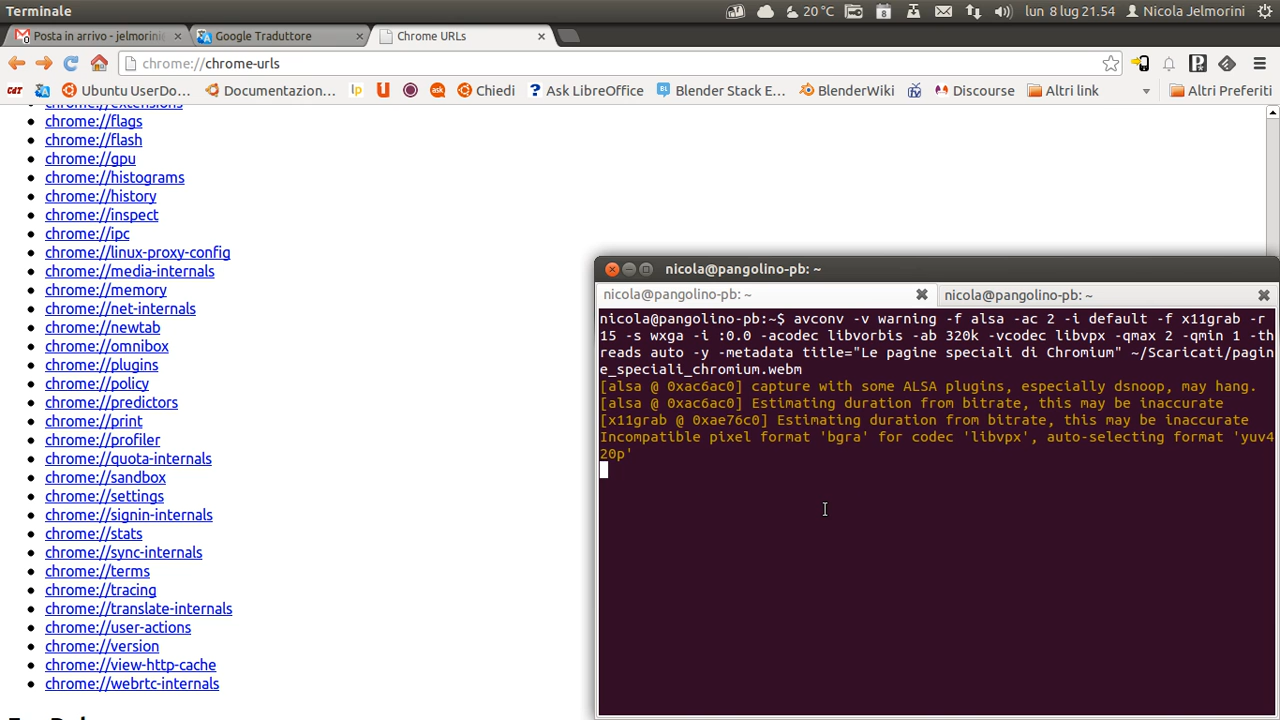 Terminale
20 °C
8
lun 8 lug 21.54
Nicola Jelmorini
Posta in arrivo - jelmorini
Google Traduttore
Chrome URLs
chrome://chrome-urls
CdT
Ubuntu UserDo...
Documentazion...
lp
U
ask
Chiedi
Ask LibreOffice
BL
Blender Stack E...
BlenderWiki
Discourse
Altri link
Altri Preferiti
chrome://extensions
chrome://flags
chrome://flash
chrome://gpu
chrome://histograms
chrome://history
chrome://inspect
chrome://ipc
chrome://linux-proxy-config
chrome://media-internals
chrome://memory
chrome://net-internals
chrome://newtab
chrome://omnibox
chrome://plugins
chrome://policy
chrome://predictors
chrome://print
chrome://profiler
chrome://quota-internals
chrome://sandbox
chrome://settings
chrome://signin-internals
chrome://stats
chrome://sync-internals
chrome://terms
chrome://tracing
chrome://translate-internals
chrome://user-actions
chrome://version
chrome://view-http-cache
chrome://webrtc-internals
nicola@pangolino-pb: ~
nicola@pangolino-pb: ~
nicola@pangolino-pb: ~
nicola@pangolino-pb:~$ avconv -v warning -f alsa -ac 2 -i default -f x11grab -r
15 -s wxga -i :0.0 -acodec libvorbis -ab 320k -vcodec libvpx -qmax 2 -qmin 1 -th
reads auto -y -metadata title="Le pagine speciali di Chromium" ~/Scaricati/pagin
e_speciali_chromium.webm
[alsa @ 0xac6ac0] capture with some ALSA plugins, especially dsnoop, may hang.
[alsa @ 0xac6ac0] Estimating duration from bitrate, this may be inaccurate
[x11grab @ 0xae76c0] Estimating duration from bitrate, this may be inaccurate
Incompatible pixel format 'bgra' for codec 'libvpx', auto-selecting format 'yuv4
20p'